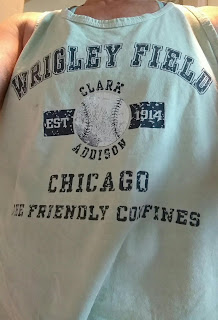 WRIGLEY FIELD
CLARK
EST 1914
ADDISON
CHICAGO
THE FRIENDLY CONFINES